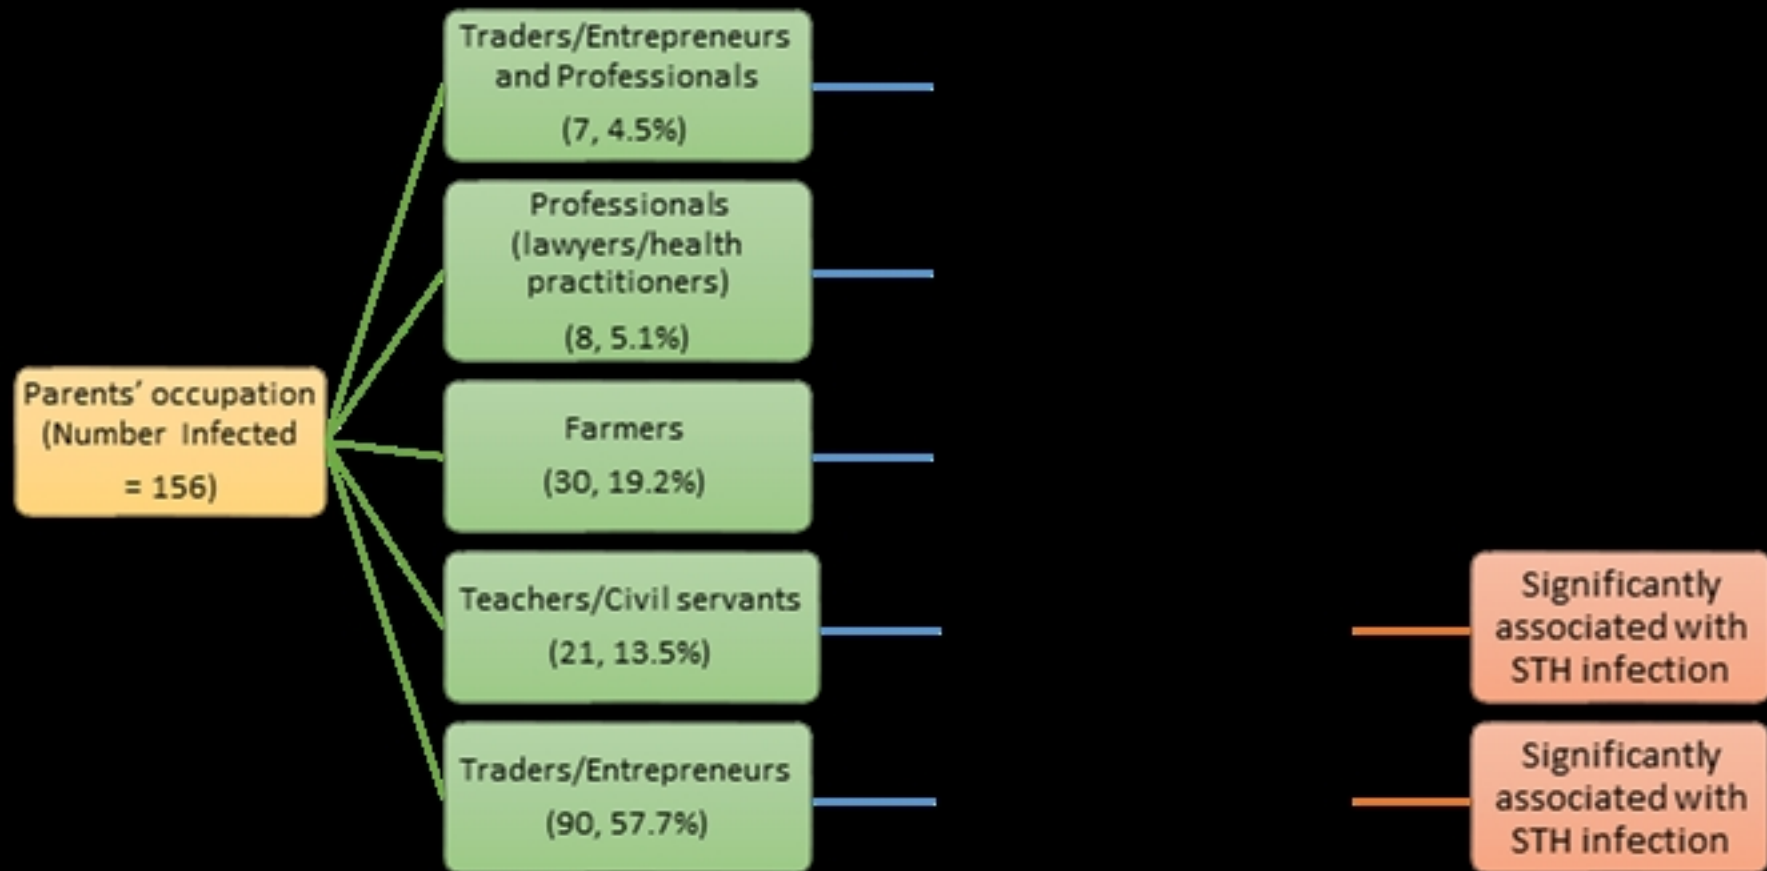 Traders/Entrepreneurs
and Professionals
(7, 4.5%)
Professionals
(lawyers/health
practitioners)
(8, 5.1%)
Parents’ occupation
(Number Infected
= 156)
Farmers
(30, 19.2%)
Teachers/Civil servants
(21, 13.5%)
Significantly
associated with
STH infection
Traders/Entrepreneurs
(90, 57.7%)
Significantly
associated with
STH infection